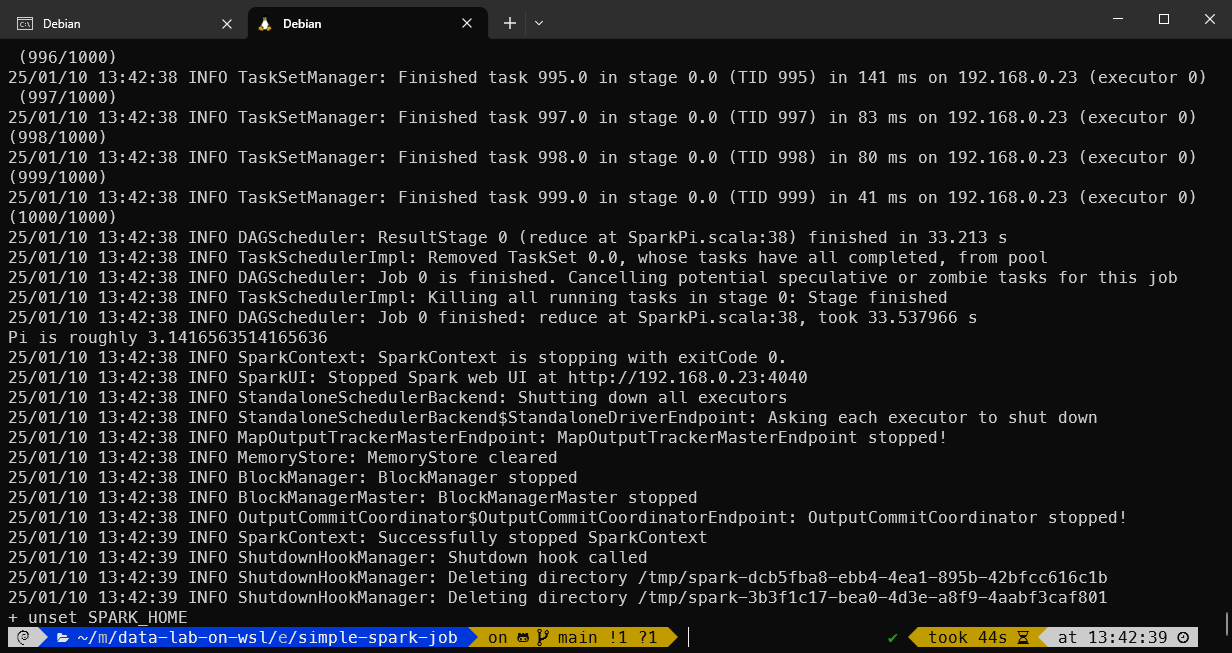 Debian
Debian
 (996/1000)
25/01/10 13:42:38 INFO TaskSetManager: Finished task 995.0 in stage 0.0 (TID 995) in 141 ms on 192.168.0.23 (executor 0)
 (997/1000)
25/01/10 13:42:38 INFO TaskSetManager: Finished task 997.0 in stage 0.0 (TID 997) in 83 ms on 192.168.0.23 (executor 0)
(998/1000)
25/01/10 13:42:38 INFO TaskSetManager: Finished task 998.0 in stage 0.0 (TID 998) in 80 ms on 192.168.0.23 (executor 0)
(999/1000)
25/01/10 13:42:38 INFO TaskSetManager: Finished task 999.0 in stage 0.0 (TID 999) in 41 ms on 192.168.0.23 (executor 0)
(1000/1000)
25/01/10 13:42:38 INFO DAGScheduler: ResultStage 0 (reduce at SparkPi.scala:38) finished in 33.213 s
25/01/10 13:42:38 INFO TaskSchedulerImpl: Removed TaskSet 0.0, whose tasks have all completed, from pool
25/01/10 13:42:38 INFO DAGScheduler: Job 0 is finished. Cancelling potential speculative or zombie tasks for this job
25/01/10 13:42:38 INFO TaskSchedulerImpl: Killing all running tasks in stage 0: Stage finished
25/01/10 13:42:38 INFO DAGScheduler: Job 0 finished: reduce at SparkPi.scala:38, took 33.537966 s
Pi is roughly 3.1416563514165636
25/01/10 13:42:38 INFO SparkContext: SparkContext is stopping with exitCode 0.
25/01/10 13:42:38 INFO SparkUI: Stopped Spark web UI at http://192.168.0.23:4040
25/01/10 13:42:38 INFO StandaloneSchedulerBackend: Shutting down all executors
25/01/10 13:42:38 INFO StandaloneSchedulerBackend$StandaloneDriverEndpoint: Asking each executor to shut down
25/01/10 13:42:38 INFO MapOutputTrackerMasterEndpoint: MapOutputTrackerMasterEndpoint stopped!
25/01/10 13:42:38 INFO MemoryStore: MemoryStore cleared
25/01/10 13:42:38 INFO BlockManager: BlockManager stopped
25/01/10 13:42:38 INFO BlockManagerMaster: BlockManagerMaster stopped
25/01/10 13:42:38 INFO OutputCommitCoordinator$OutputCommitCoordinatorEndpoint: OutputCommitCoordinator stopped!
25/01/10 13:42:39 INFO SparkContext: Successfully stopped SparkContext
25/01/10 13:42:39 INFO ShutdownHookManager: Shutdown hook called
25/01/10 13:42:39 INFO ShutdownHookManager: Deleting directory /tmp/spark-dcb5fba8-ebb4-4ea1-895b-42bfcc616c1b
25/01/10 13:42:39 INFO ShutdownHookManager: Deleting directory /tmp/spark-3b3f1c17-bea0-4d3e-a8f9-4aabf3caf801
+ unset SPARK_HOME
~/m/data-lab-on-wsl/e/simple-spark-job on main !1 ?1 ✔ took 44s at 13:42:39